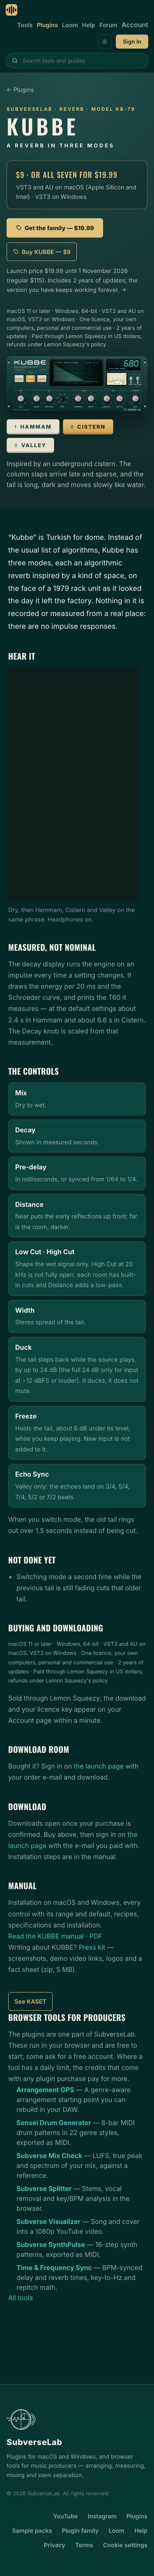 Tools Plugins Loom Help Forum Account
Sign In
Search tools and guides
← Plugins
SUBVERSELAB · REVERB · MODEL KB-79
KUBBE
A REVERB IN THREE MODES
$9 · OR ALL SEVEN FOR $19.99
VST3 and AU on macOS (Apple Silicon and
Intel) · VST3 on Windows
Get the family — $19.99
Buy KUBBE — $9
Launch price $19.99 until 1 November 2026
(regular $115). Includes 2 years of updates; the
version you have keeps working forever. →
macOS 11 or later · Windows, 64-bit · VST3 and AU on
macOS, VST3 on Windows · One licence, your own
computers, personal and commercial use · 2 years of
updates · Paid through Lemon Squeezy in US dollars;
refunds under Lemon Squeezy's policy
KUBBE
6.80
1 HAMMAM
2 CISTERN
3 VALLEY
Inspired by an underground cistern. The
column slaps arrive late and sparse, and the
tail is long, dark and moves slowly like water.
“Kubbe” is Turkish for dome. Instead of
the usual list of algorithms, Kubbe has
three modes, each an algorithmic
reverb inspired by a kind of space, on
the face of a 1979 rack unit as it looked
the day it left the factory. Nothing in it is
recorded or measured from a real place:
there are no impulse responses.
HEAR IT
Dry, then Hammam, Cistern and Valley on the
same phrase. Headphones on.
MEASURED, NOT NOMINAL
The decay display runs the engine on an
impulse every time a setting changes. It
draws the energy per 20 ms and the
Schroeder curve, and prints the T60 it
measures — at the default settings about
2.4 s in Hammam and about 6.6 s in Cistern.
The Decay knob is scaled from that
measurement.
THE CONTROLS
Mix
Dry to wet.
Decay
Shown in measured seconds.
Pre-delay
In milliseconds, or synced from 1/64 to 1/4.
Distance
Near puts the early reflections up front; far
is the room, darker.
Low Cut · High Cut
Shape the wet signal only. High Cut at 20
kHz is not fully open: each room has built-
in cuts and Distance adds a low-pass.
Width
Stereo spread of the tail.
Duck
The tail steps back while the source plays,
by up to 24 dB (the full 24 dB only for input
at −12 dBFS or louder). It ducks, it does not
mute.
Freeze
Holds the tail, about 6 dB under its level,
while you keep playing. New input is not
added to it.
Echo Sync
Valley only: the echoes land on 3/4, 5/4,
7/4, 5/2 or 7/2 beats.
When you switch mode, the old tail rings
out over 1.5 seconds instead of being cut.
NOT DONE YET
Switching mode a second time while the
previous tail is still fading cuts that older
tail.
BUYING AND DOWNLOADING
macOS 11 or later · Windows, 64-bit · VST3 and AU on
macOS, VST3 on Windows · One licence, your own
computers, personal and commercial use · 2 years of
updates · Paid through Lemon Squeezy in US dollars;
refunds under Lemon Squeezy's policy
Sold through Lemon Squeezy; the download
and your licence key appear on your
Account page within a minute.
DOWNLOAD ROOM
Bought it? Sign in on the launch page with
your order e-mail and download.
DOWNLOAD
Downloads open once your purchase is
confirmed. Bought above, then sign in on the
launch page with the e-mail you paid with.
Installation steps are in the manual.
MANUAL
Installation on macOS and Windows, every
control with its range and default, recipes,
specifications and installation.
Read the KUBBE manual · PDF
Writing about KUBBE? Press kit —
screenshots, demo video links, logos and a
fact sheet (zip, 5 MB).
See KASET
BROWSER TOOLS FOR PRODUCERS
The plugins are one part of SubverseLab.
These run in your browser and are free to
start; some ask for a free account. Where a
tool has a daily limit, the credits that come
with any plugin purchase pay for more.
Arrangement GPS — A genre-aware
arrangement starting point you can
rebuild in your DAW.
Sensei Drum Generator — 8-bar MIDI
drum patterns in 22 genre styles,
exported as MIDI.
Subverse Mix Check — LUFS, true peak
and spectrum of your mix, against a
reference.
Subverse Splitter — Stems, vocal
removal and key/BPM analysis in the
browser.
Subverse Visualizer — Song and cover
into a 1080p YouTube video.
Subverse SynthPulse — 16-step synth
patterns, exported as MIDI.
Time & Frequency Sync — BPM-synced
delay and reverb times, key-to-Hz and
repitch math.
All tools
SubverseLab
Plugins for macOS and Windows, and browser
tools for music producers — arranging, measuring,
mixing and stem separation.
© 2026 SubverseLab. All rights reserved.
YouTube Instagram Plugins
Sample packs Plugin family Loom Help
Privacy Terms Cookie settings